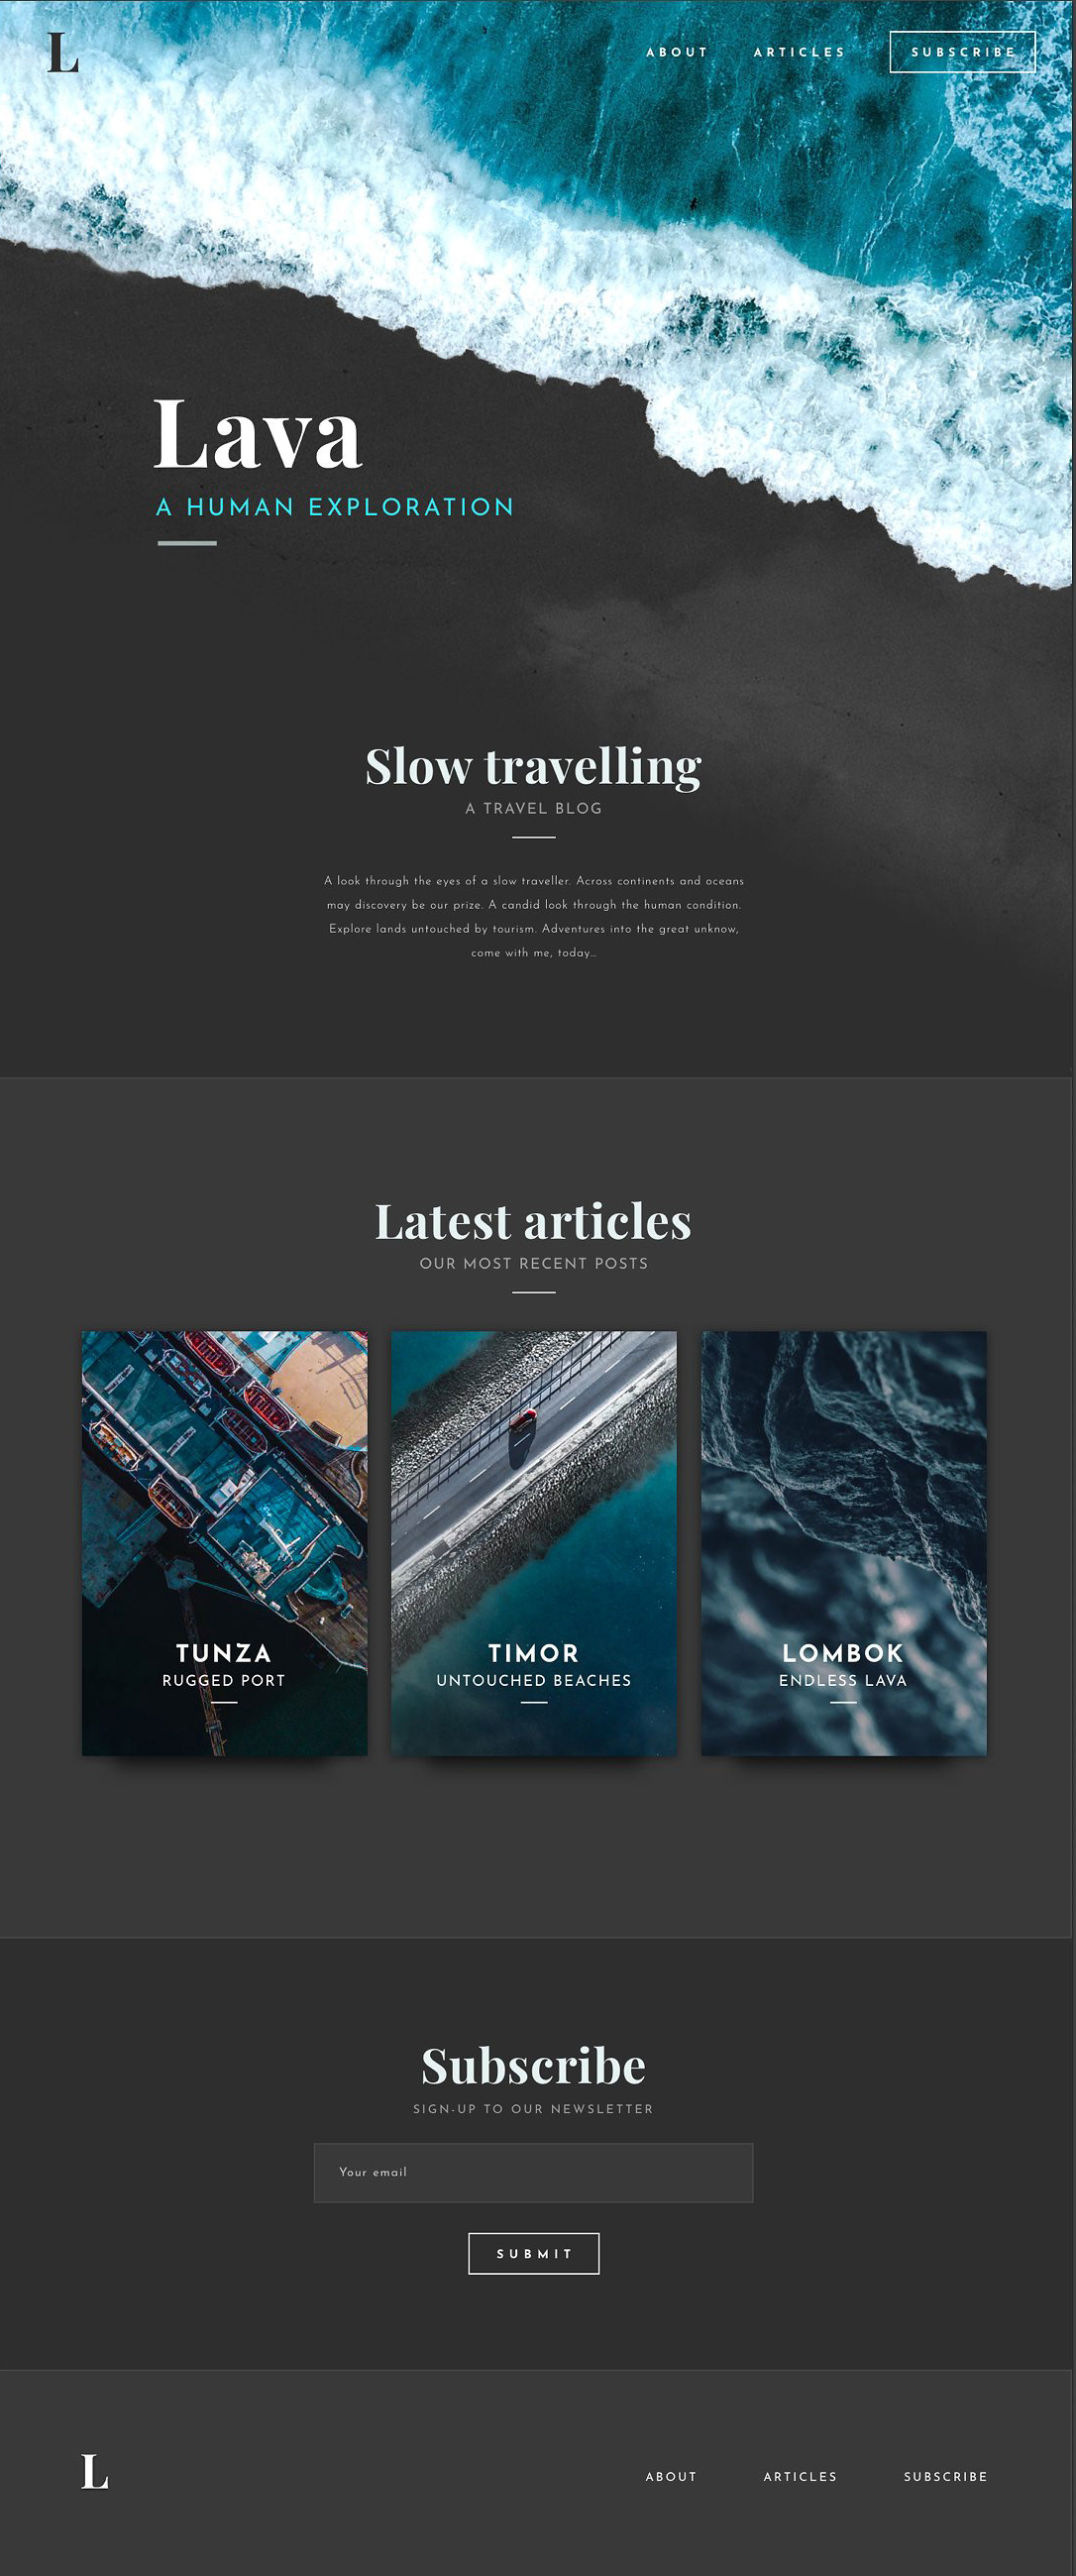 L
ABOUT ARTICLES SUBSCRIBE
Lava
A HUMAN EXPLORATION
Slow travelling
A TRAVEL BLOG
A look through the eyes of a slow traveller. Across continents and oceans
may discovery be our prize. A candid look through the human condition.
Explore lands untouched by tourism. Adventures into the great unknow,
come with me, today...
Latest articles
OUR MOST RECENT POSTS
TUNZA
RUGGED PORT
TIMOR
UNTOUCHED BEACHES
LOMBOK
ENDLESS LAVA
Subscribe
SIGN-UP TO OUR NEWSLETTER
Your email
SUBMIT
L
ABOUT ARTICLES SUBSCRIBE